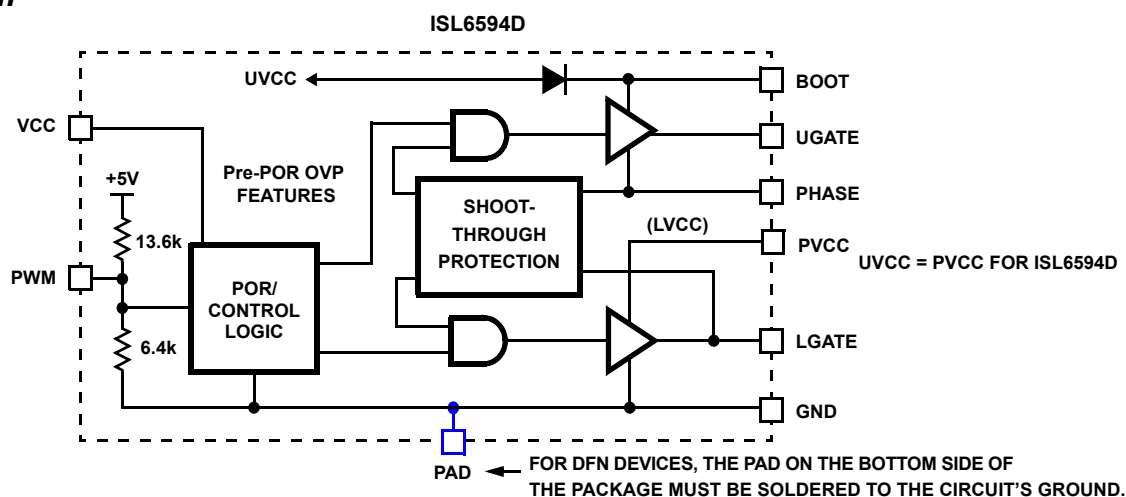 ISL6594D
UVCC
BOOT
VCC
UGATE
Pre-POR OVP
FEATURES
+5V
SHOOT-
THROUGH
PROTECTION
PHASE
(LVCC)
13.6k
PVCC
UVCC = PVCC FOR ISL6594D
PWM
POR/
CONTROL
LOGIC
6.4k
LGATE
GND
PAD
FOR DFN DEVICES, THE PAD ON THE BOTTOM SIDE OF
THE PACKAGE MUST BE SOLDERED TO THE CIRCUIT'S GROUND.